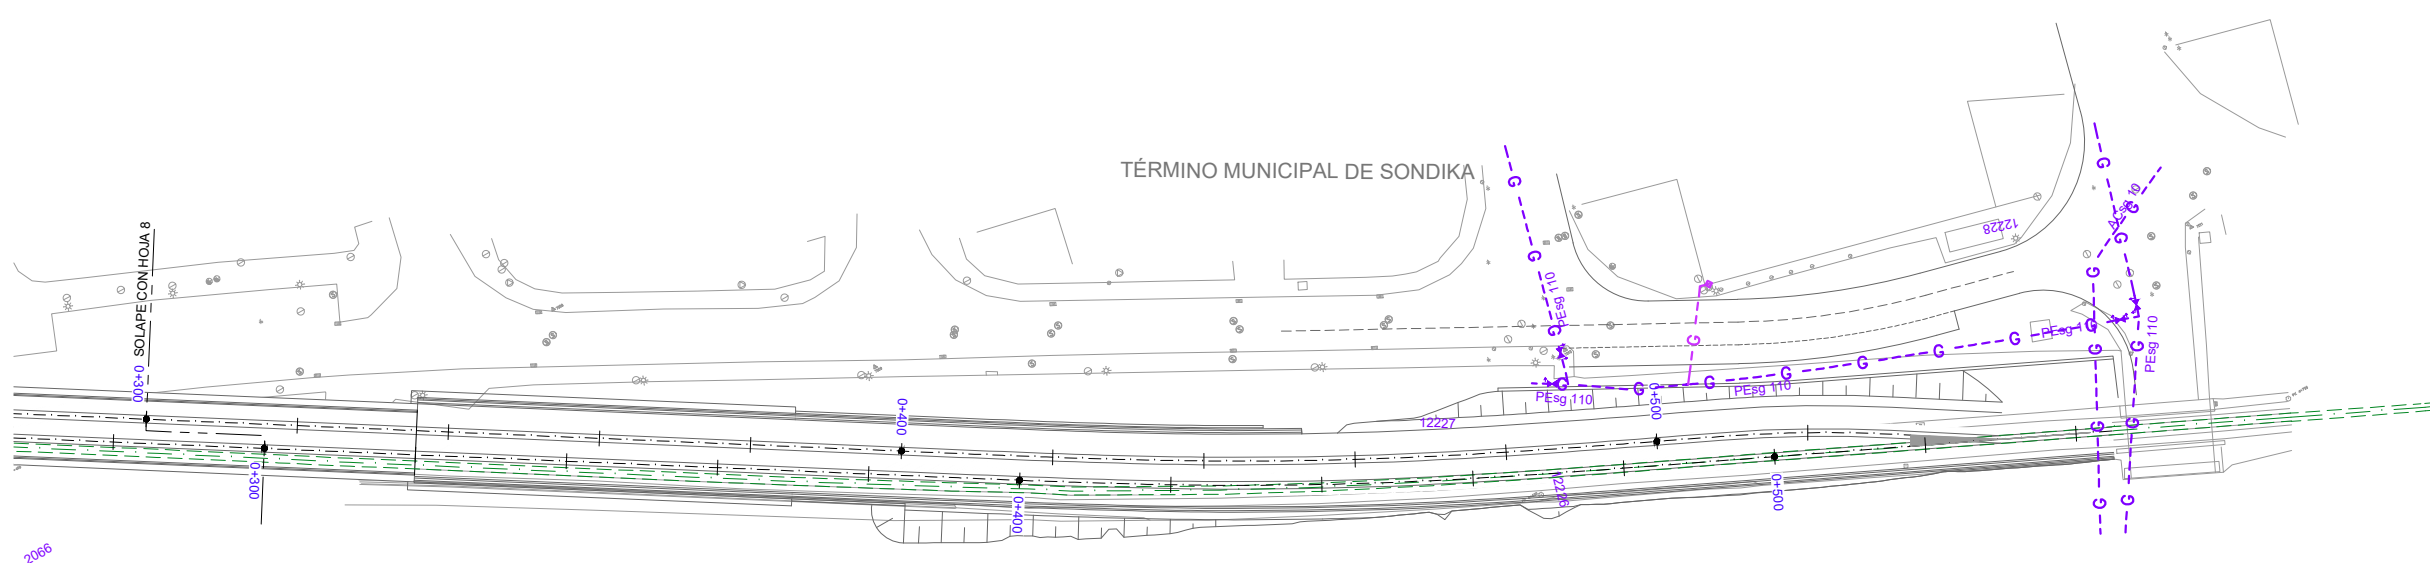 TÉRMINO MUNICIPAL DE SONDIKA
SOLAPE CON HOJA 8
0+300
0+300
0+400
0+400
0+500
0+500
G
G
G
PEsg 110
G
PEsg 110
G
G
G
G
PEsg 110
G
G
G
G
G
PEsg 1
G
G
G
ACsg 10
G
G
G
G
PEsg 110
G
G
G
G
12228
12227
12226
2066